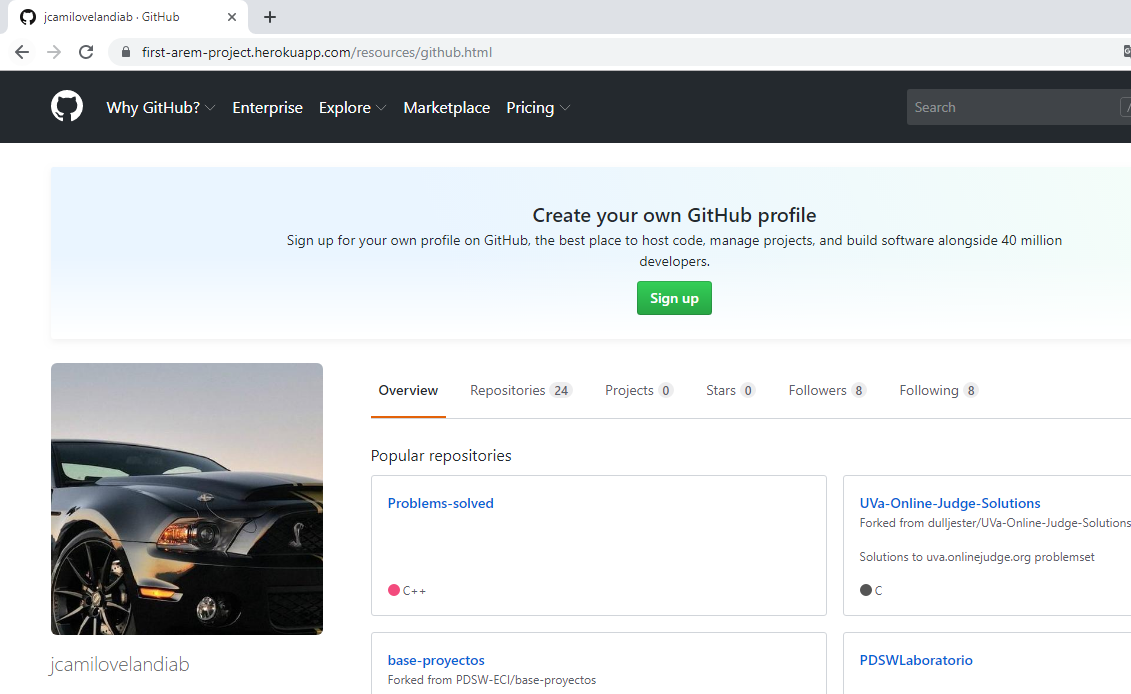 jcamilovelandiab · GitHub
first-arem-project.herokuapp.com/resources/github.html
Why GitHub? Enterprise Explore Marketplace Pricing Search /
Create your own GitHub profile
Sign up for your own profile on GitHub, the best place to host code, manage projects, and build software alongside 40 million
developers.
Sign up
Overview Repositories 24 Projects 0 Stars 0 Followers 8 Following 8
Popular repositories
Problems-solved
C++
UVa-Online-Judge-Solutions
Forked from dulljester/UVa-Online-Judge-Solutions
Solutions to uva.onlinejudge.org problemset
C
base-proyectos
Forked from PDSW-ECI/base-proyectos
PDSWLaboratorio
jcamilovelandiab